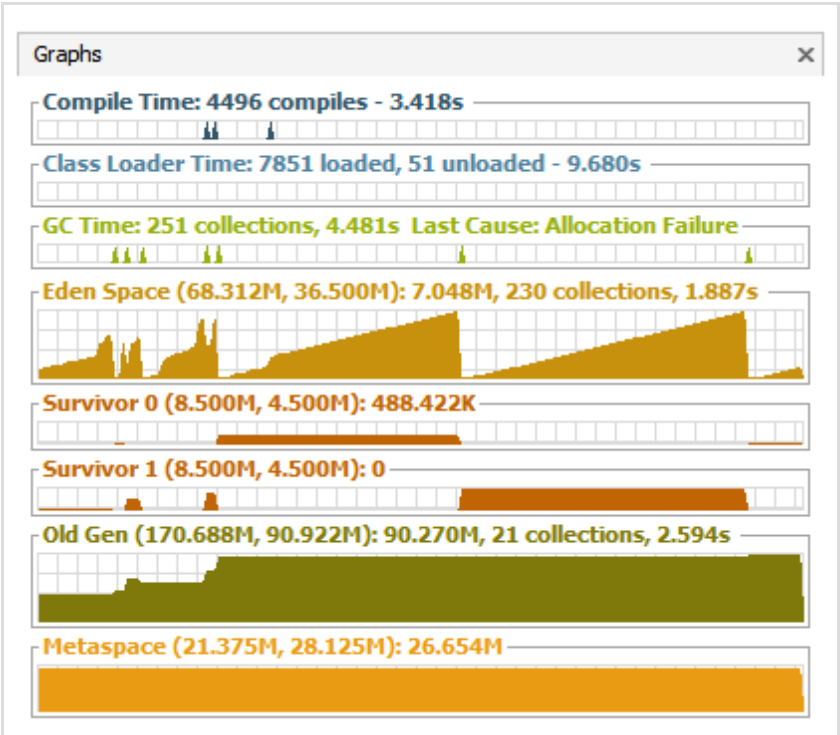 Graphs
Compile Time: 4496 compiles - 3.418s
Class Loader Time: 7851 loaded, 51 unloaded - 9.680s
GC Time: 251 collections, 4.481s Last Cause: Allocation Failure
Eden Space (68.312M, 36.500M): 7.048M, 230 collections, 1.887s
Survivor 0 (8.500M, 4.500M): 488.422K
Survivor 1 (8.500M, 4.500M): 0
Old Gen (170.688M, 90.922M): 90.270M, 21 collections, 2.594s
Metaspace (21.375M, 28.125M): 26.654M